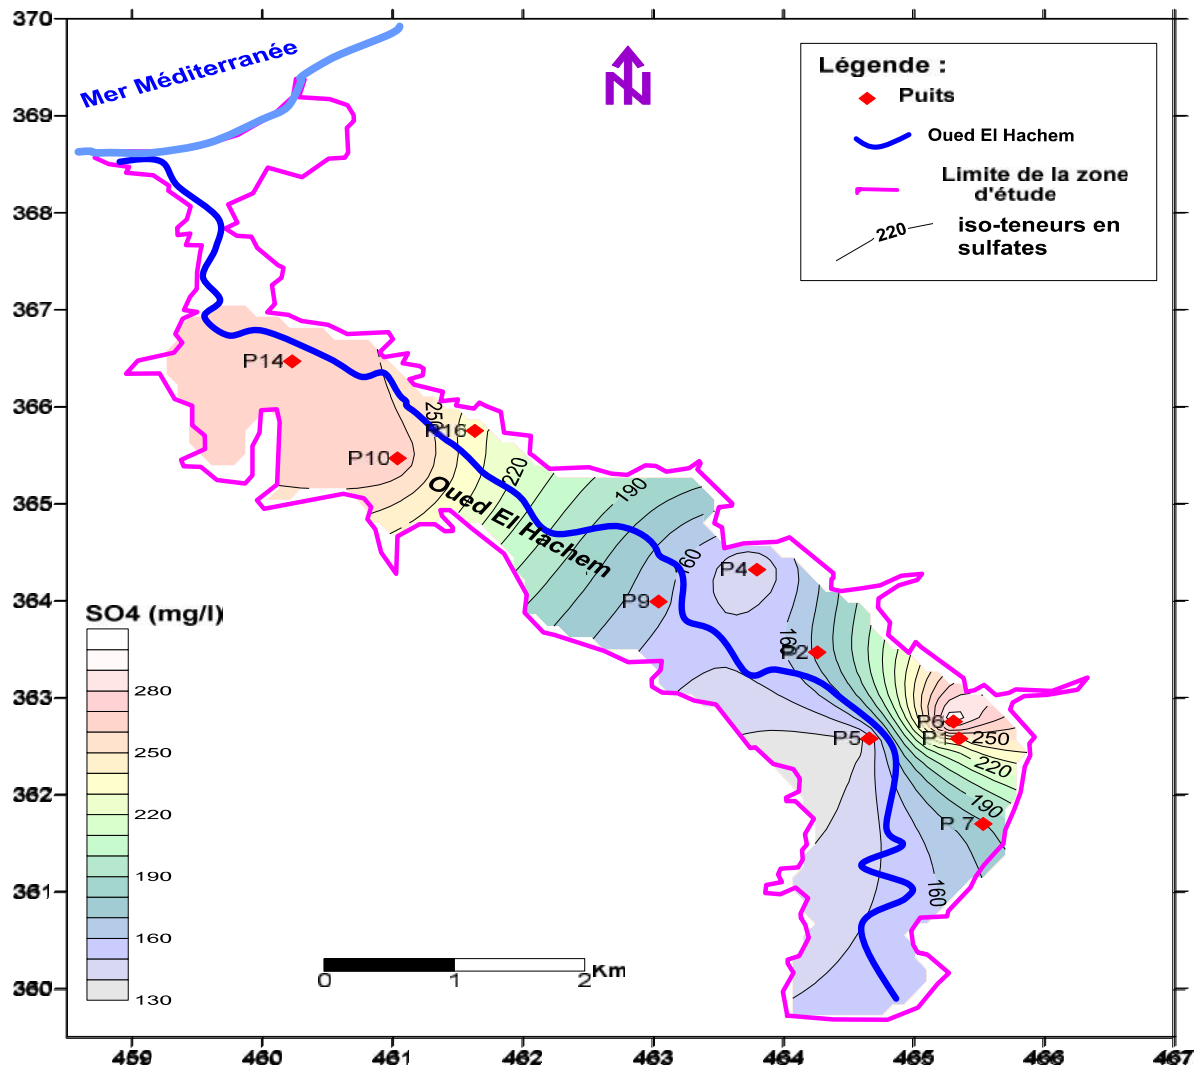 370
369
368
367
366
365
364
363
362
361
360
Mer Méditerranée
N
Légende :
Puits
Oued El Hachem
Limite de la zone
d'étude
220
iso-teneurs en
sulfates
P14
250
P16
P10
220
190
Oued El Hachem
160
P4
P9
160
P2
P6
P5
P1
250
220
190
P 7
160
SO4 (mg/l)
280
250
220
190
160
130
0
1
2
Km
459
460
461
462
463
464
465
466
467